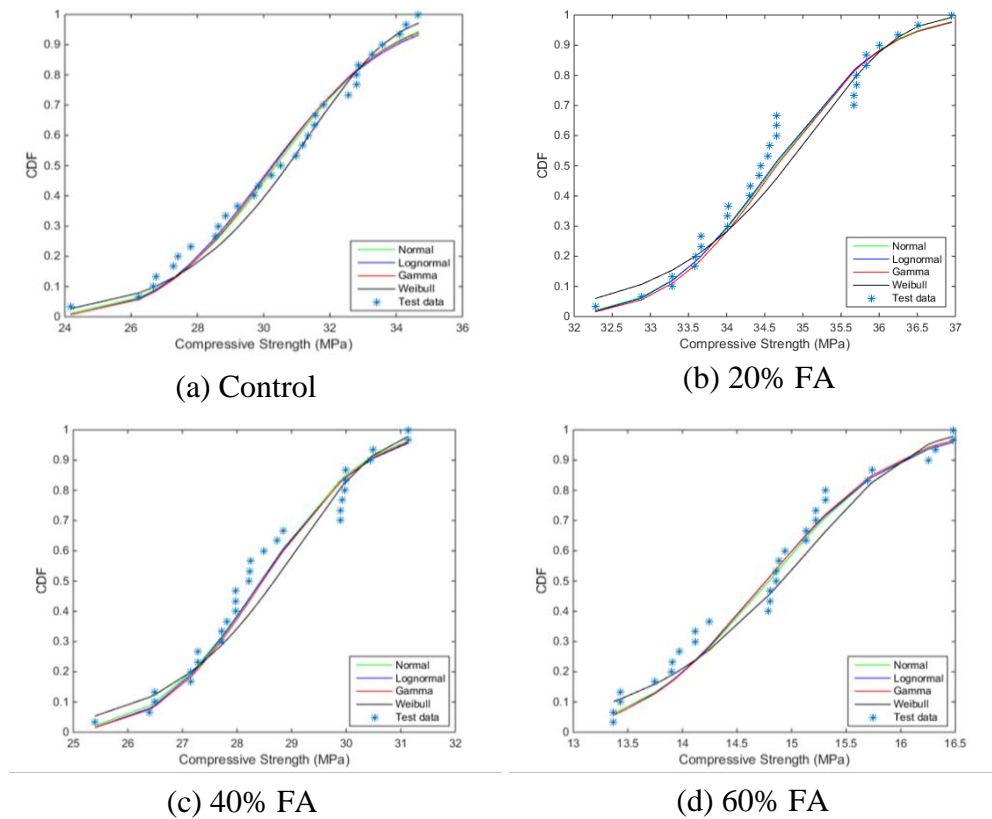 1
0.9
0.8
0.7
0.6
0.5
0.4
0.3
0.2
0.1
0
CDF
24 26 28 30 32 34 36
Compressive Strength (MPa)
Normal
Lognormal
Gamma
Weibull
Test data
(a) Control
1
0.9
0.8
0.7
0.6
0.5
0.4
0.3
0.2
0.1
0
CDF
32 32.5 33 33.5 34 34.5 35 35.5 36 36.5 37
Compressive Strength (MPa)
Normal
Lognormal
Gamma
Weibull
Test data
(b) 20% FA
1
0.9
0.8
0.7
0.6
0.5
0.4
0.3
0.2
0.1
0
CDF
25 26 27 28 29 30 31 32
Compressive Strength (MPa)
Normal
Lognormal
Gamma
Weibull
Test data
(c) 40% FA
1
0.9
0.8
0.7
0.6
0.5
0.4
0.3
0.2
0.1
0
CDF
13 13.5 14 14.5 15 15.5 16 16.5
Compressive Strength (MPa)
Normal
Lognormal
Gamma
Weibull
Test data
(d) 60% FA